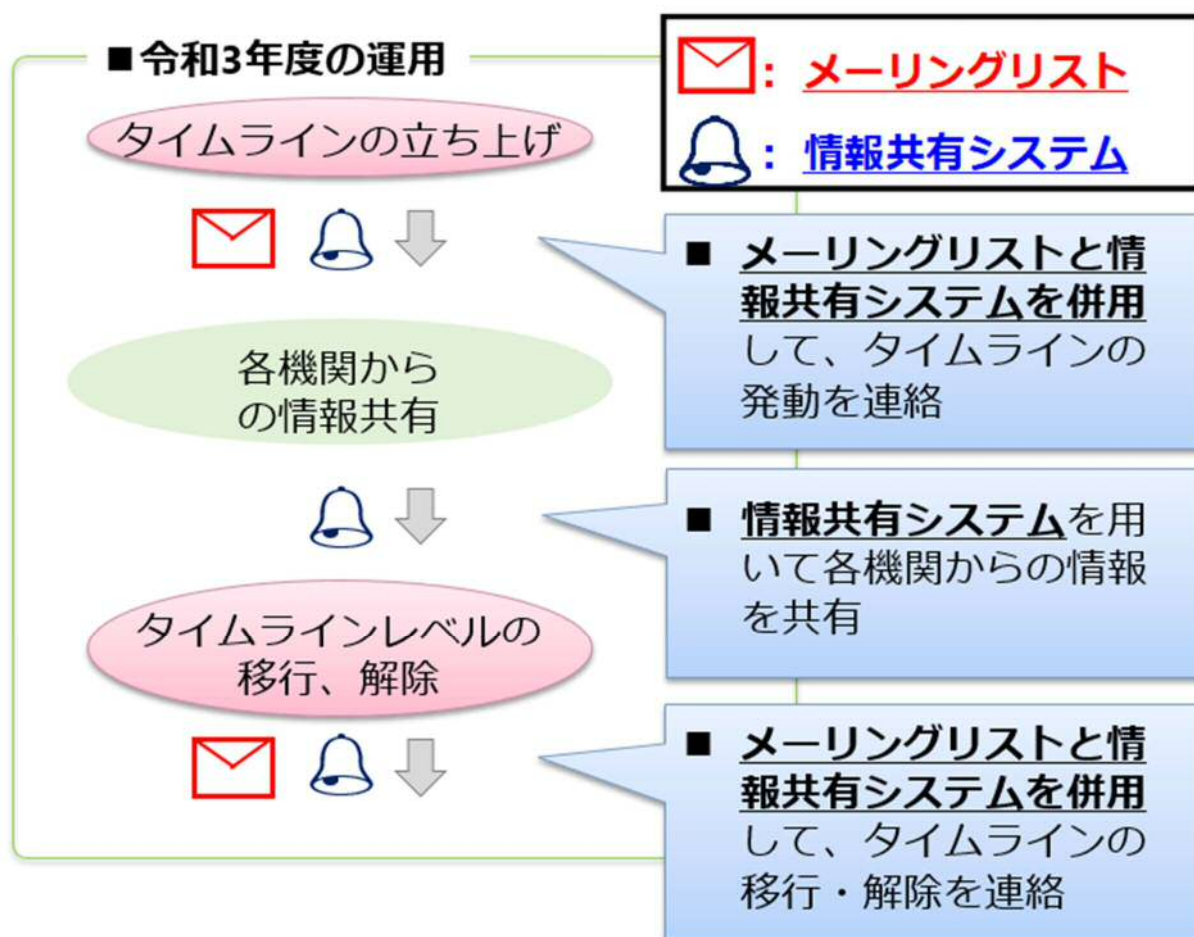 ■令和3年度の運用
：メーリングリスト
：情報共有システム
タイムラインの立ち上げ
■ メーリングリストと情
報共有システムを併用
して、タイムラインの
発動を連絡
各機関から
の情報共有
■ 情報共有システムを用
いて各機関からの情報
を共有
タイムラインレベルの
移行、解除
■ メーリングリストと情
報共有システムを併用
して、タイムラインの
移行・解除を連絡